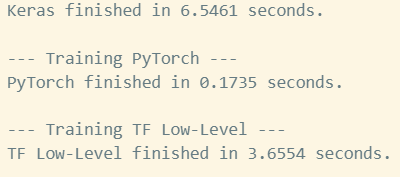 Keras finished in 6.5461 seconds.
--- Training PyTorch ---
PyTorch finished in 0.1735 seconds.
--- Training TF Low-Level ---
TF Low-Level finished in 3.6554 seconds.